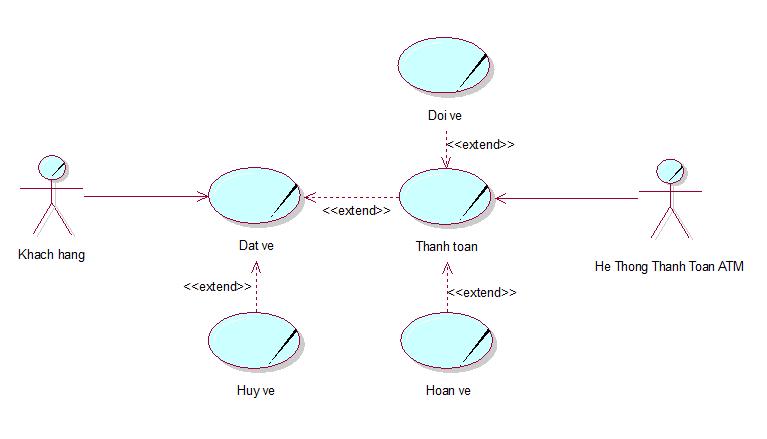 Doi ve
<<extend>>
Khach hang
Dat ve
<<extend>>
Thanh toan
He Thong Thanh Toan ATM
<<extend>>
<<extend>>
Huy ve
Hoan ve